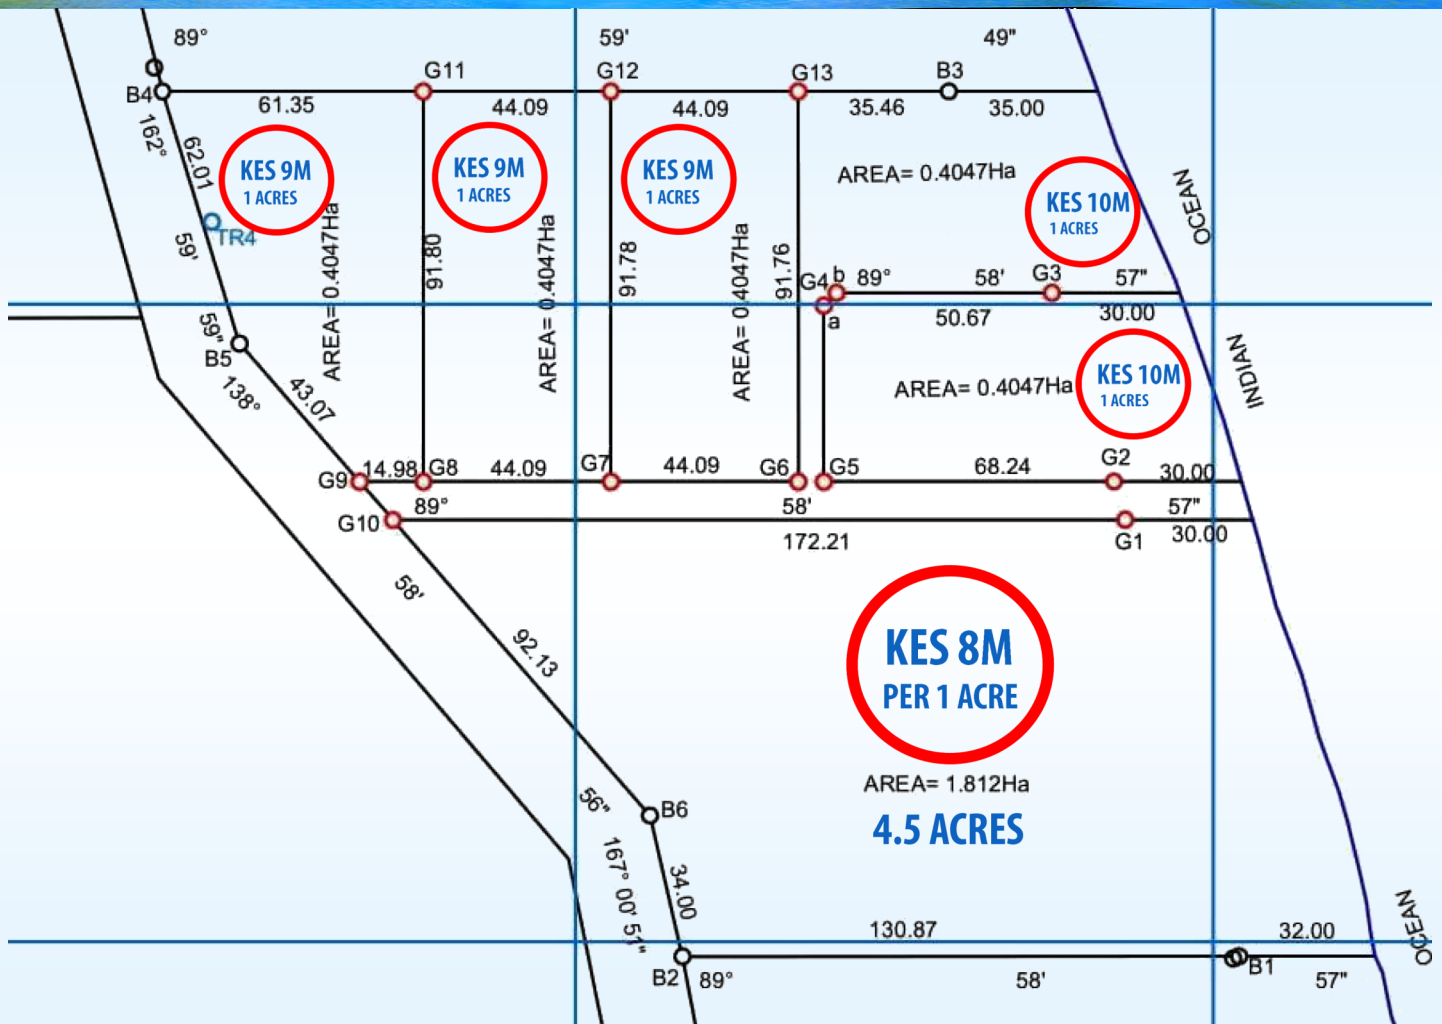 89°
59'
49"
B4
G11
G12
G13
B3
61.35
44.09
44.09
35.46
35.00
162°
62.01
KES 9M
1 ACRES
KES 9M
1 ACRES
KES 9M
1 ACRES
AREA= 0.4047Ha
KES 10M
1 ACRES
OCEAN
TR4
59'
AREA= 0.4047Ha
91.80
AREA= 0.4047Ha
91.78
AREA= 0.4047Ha
91.76
G4
b
89°
58'
G3
57"
a
50.67
30.00
59"
B5
138°
43.07
AREA= 0.4047Ha
KES 10M
1 ACRES
INDIAN
G9
14.98
G8
44.09
G7
44.09
G6
G5
68.24
G2
30.00
G10
89°
58'
57"
172.21
G1
30.00
58'
92.13
KES 8M
PER 1 ACRE
AREA= 1.812Ha
4.5 ACRES
56"
B6
167° 00' 51"
34.00
130.87
32.00
OCEAN
B2
89°
58'
B1
57"